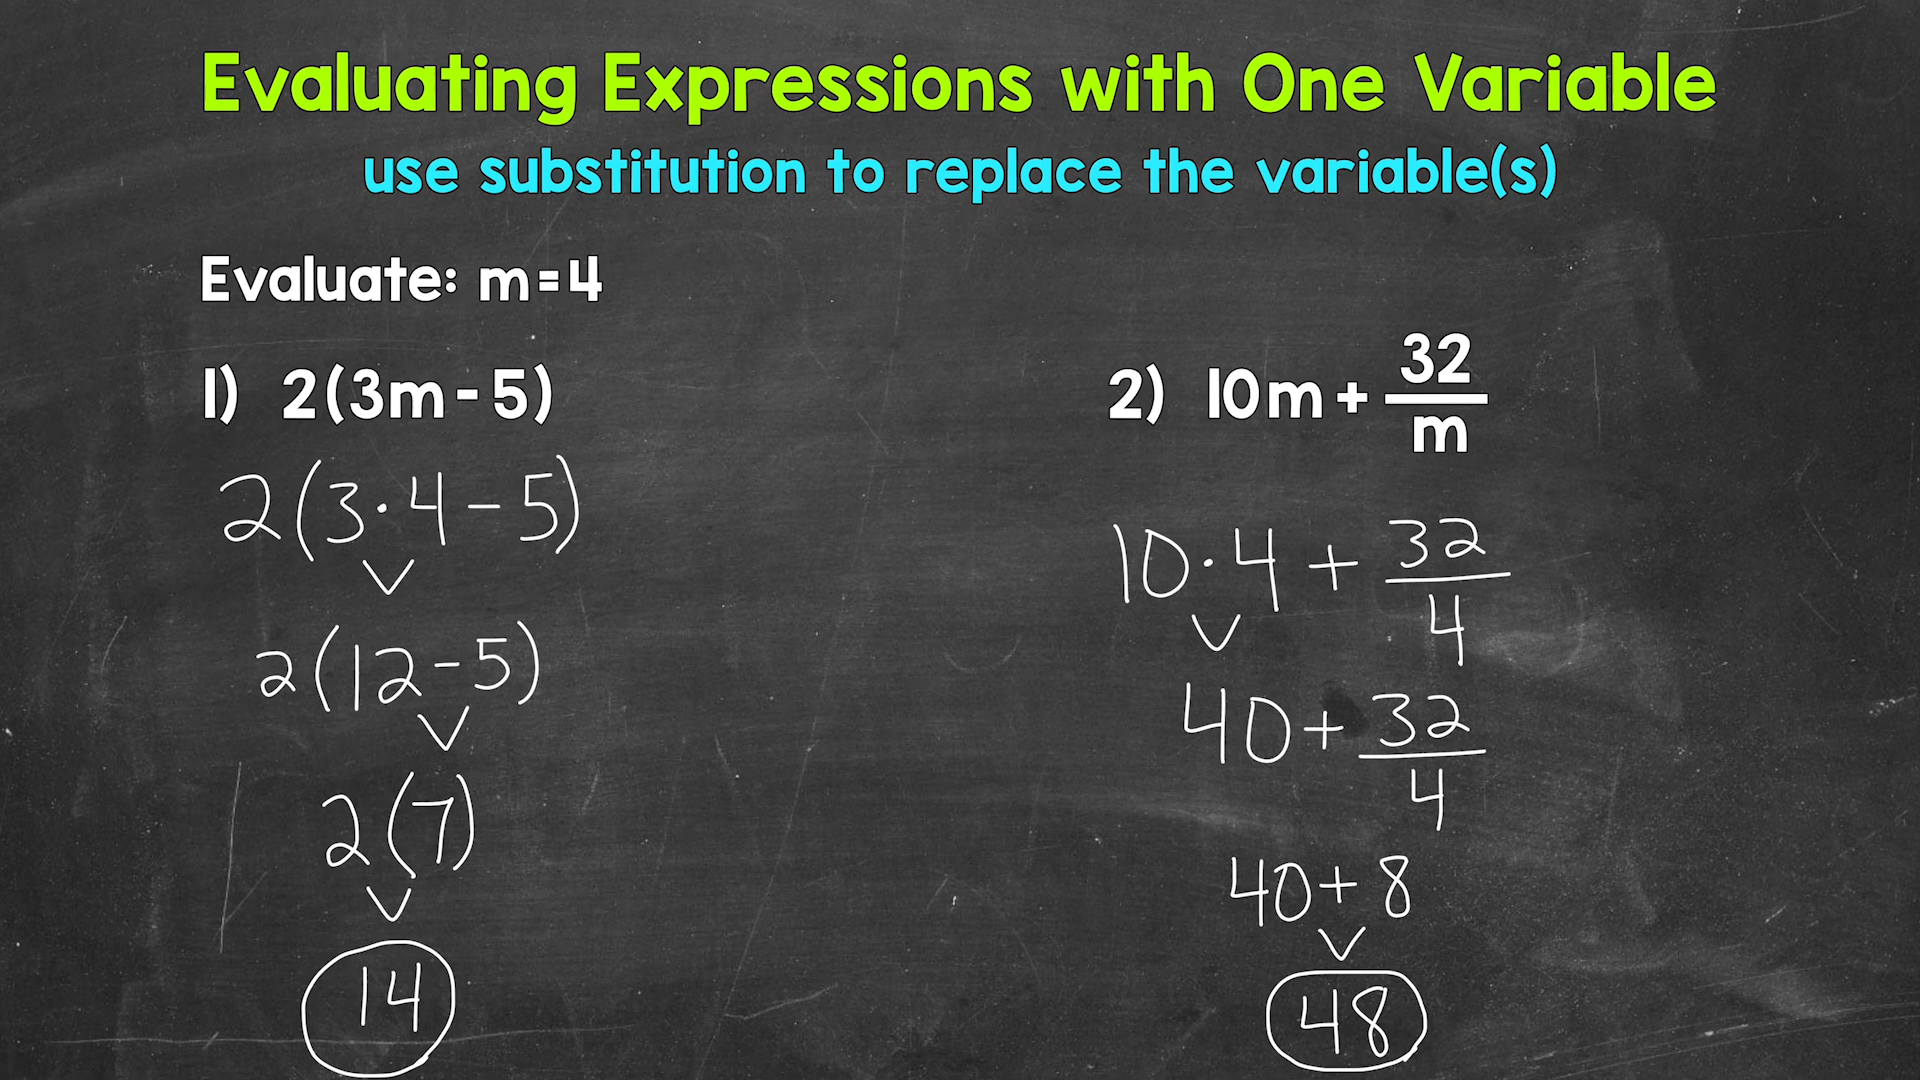 Evaluating Expressions with One Variable
use substitution to replace the variable(s)
Evaluate: m=4
1) 2(3m-5)
2(3·4-5)
2(12-5)
2(7)
14
2) 10m+32/m
10·4+32/4
40+32/4
40+8
48